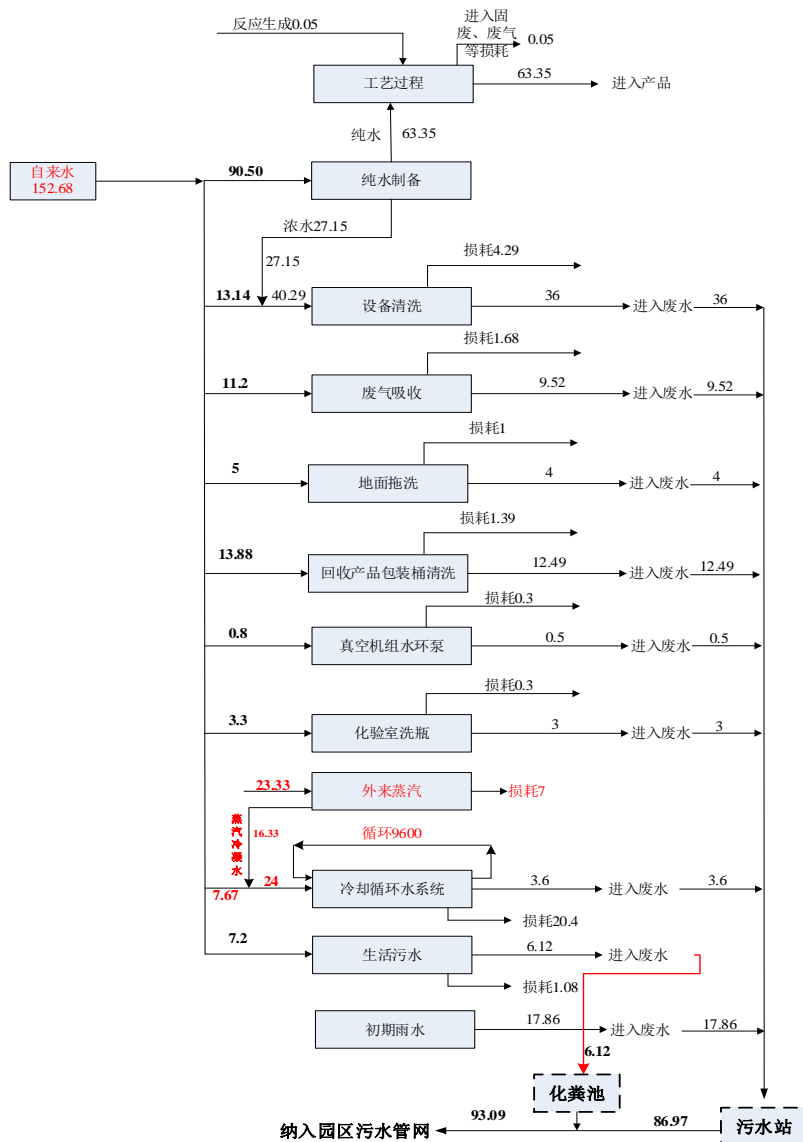 反应生成0.05
进入固
废、废气
等损耗
0.05
工艺过程
63.35
进入产品
纯水
63.35
自来水
152.68
90.50
纯水制备
浓水27.15
27.15
损耗4.29
13.14
40.29
设备清洗
36
进入废水
36
损耗1.68
11.2
废气吸收
9.52
进入废水
9.52
损耗1
5
地面拖洗
4
进入废水
4
损耗1.39
13.88
回收产品包装桶清洗
12.49
进入废水
12.49
损耗0.3
0.8
真空机组水环泵
0.5
进入废水
0.5
损耗0.3
3.3
化验室洗瓶
3
进入废水
3
23.33
外来蒸汽
损耗7
蒸汽冷凝水
16.33
循环9600
7.67
24
冷却循环水系统
3.6
进入废水
3.6
损耗20.4
7.2
生活污水
6.12
进入废水
损耗1.08
初期雨水
17.86
进入废水
17.86
6.12
化粪池
纳入园区污水管网
93.09
86.97
污水站